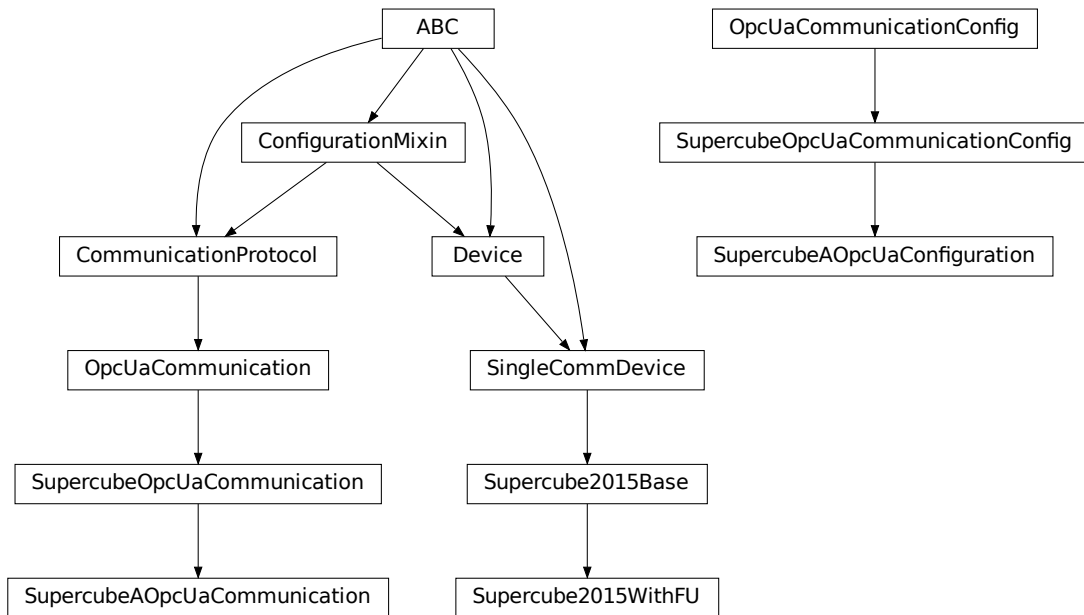 ABC
OpcUaCommunicationConfig
ConfigurationMixin
SupercubeOpcUaCommunicationConfig
CommunicationProtocol
Device
SupercubeAOpcUaConfiguration
OpcUaCommunication
SingleCommDevice
SupercubeOpcUaCommunication
Supercube2015Base
SupercubeAOpcUaCommunication
Supercube2015WithFU